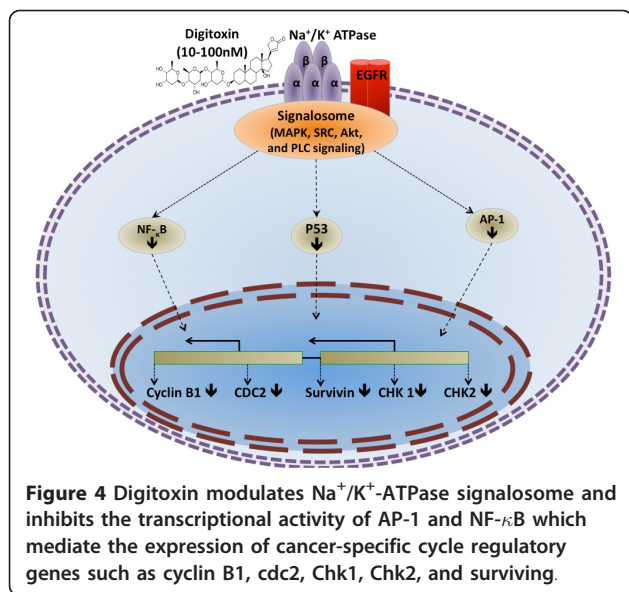 Digitoxin
(10-100nM)
Na⁺/K⁺ ATPase
β β
α α α
EGFR
Signalosome
(MAPK, SRC, Akt,
and PLC signaling)
NF-κB
P53
AP-1
Cyclin B1
CDC2
Survivin
CHK 1
CHK2
Figure 4 Digitoxin modulates Na⁺/K⁺-ATPase signalosome and
inhibits the transcriptional activity of AP-1 and NF-κB which
mediate the expression of cancer-specific cycle regulatory
genes such as cyclin B1, cdc2, Chk1, Chk2, and surviving.